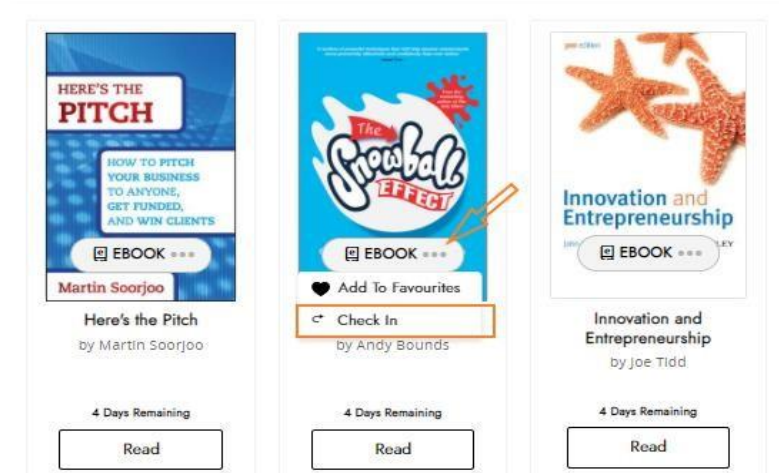 HERE'S THE
PITCH
HOW TO PITCH
YOUR BUSINESS
TO ANYONE,
GET FUNDED,
AND WIN CLIENTS
EBOOK
Martin Soorjoo
Here's the Pitch
by Martin Soorjoo
4 Days Remaining
Read
The
Snowball
EFFECT
EBOOK
Add To Favourites
Check In
by Andy Bounds
4 Days Remaining
Read
Innovation and
Entrepreneurship
EBOOK
Innovation and
Entrepreneurship
by Joe Tidd
4 Days Remaining
Read